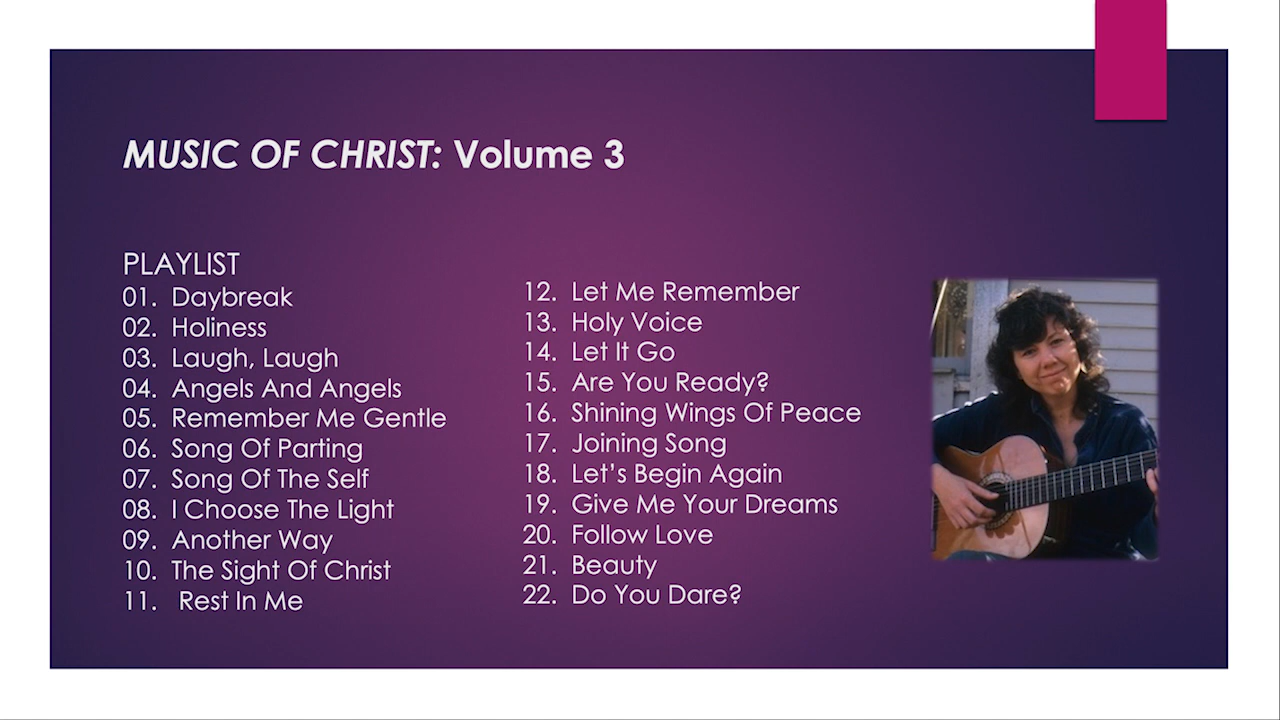 MUSIC OF CHRIST: Volume 3
PLAYLIST
01. Daybreak
02. Holiness
03. Laugh, Laugh
04. Angels And Angels
05. Remember Me Gentle
06. Song Of Parting
07. Song Of The Self
08. I Choose The Light
09. Another Way
10. The Sight Of Christ
11. Rest In Me
12. Let Me Remember
13. Holy Voice
14. Let It Go
15. Are You Ready?
16. Shining Wings Of Peace
17. Joining Song
18. Let’s Begin Again
19. Give Me Your Dreams
20. Follow Love
21. Beauty
22. Do You Dare?